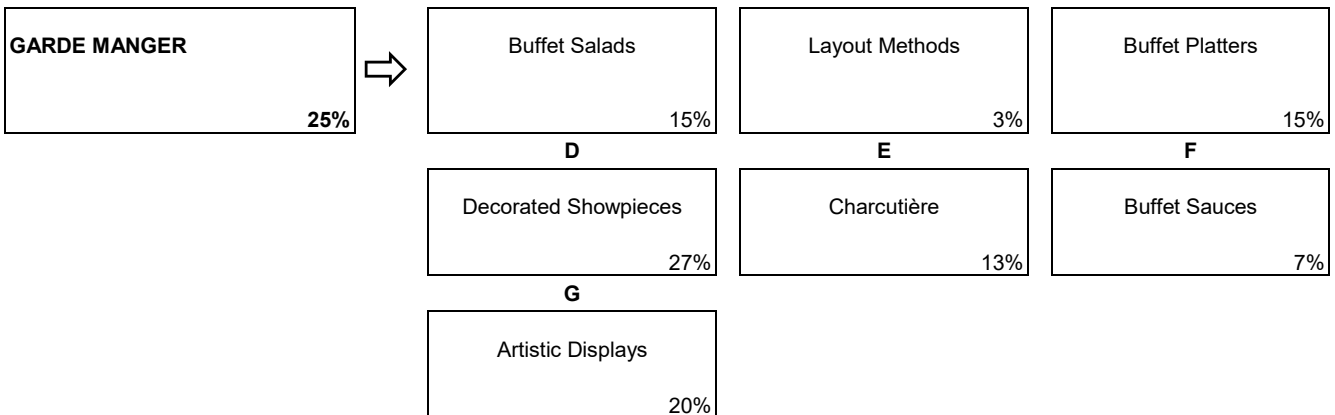 GARDE MANGER
25%
Buffet Salads
15%
Layout Methods
3%
Buffet Platters
15%
D
E
F
Decorated Showpieces
27%
Charcutière
13%
Buffet Sauces
7%
G
Artistic Displays
20%